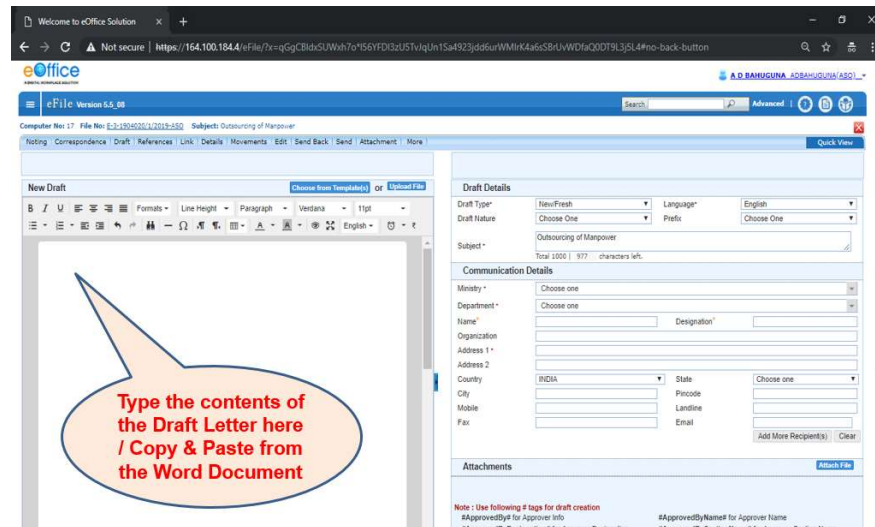 Welcome to eOffice Solution
Not secure | https://164.100.184.4/eFile/?x=
#no-back-button
eOffice
A DIGITAL WORKPLACE SOLUTION
A D BAHUGUNA ADBAHUGUNA(ASO)
eFile Version 5.5_08
Search Advanced
Computer No: 17 File No: E-3-1904020/1/2019-ASO Subject: Outsourcing of Manpower
Noting Correspondence Draft References Link Details Movements Edit Send Back Send Attachment More Quick View
New Draft Choose from Template(s) or Upload File
B I U Formats Line Height Paragraph Verdana 11pt
A A English
Type the contents of
the Draft Letter here
/ Copy & Paste from
the Word Document
Draft Details
Draft Type* New/Fresh Language* English
Draft Nature Choose One Prefix Choose One
Subject * Outsourcing of Manpower
Total 1000 | 977 characters left.
Communication Details
Ministry * Choose one
Department * Choose one
Name* Designation*
Organization
Address 1 *
Address 2
Country INDIA State Choose one
City Pincode
Mobile Landline
Fax Email
Add More Recipient(s) Clear
Attachments Attach File
Note : Use following # tags for draft creation
#ApprovedBy# for Approver Info #ApprovedByName# for Approver Name